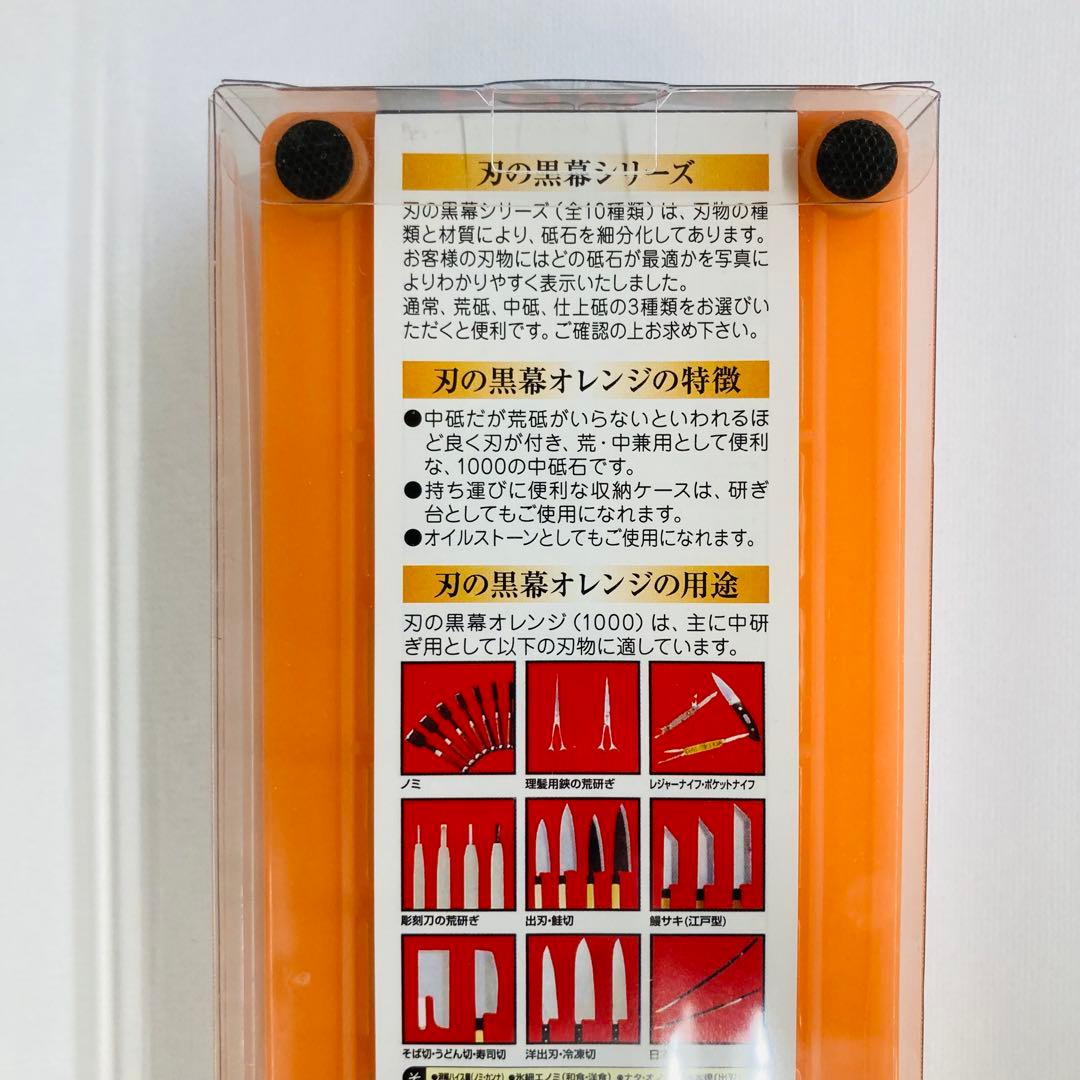 刃の黒幕シリーズ
刃の黒幕シリーズ(全10種類)は、刃物の種
類と材質により、砥石を細分化してあります。
お客様の刃物にはどの砥石が最適かを写真に
よりわかりやすく表示いたしました。
通常、荒砥、中砥、仕上砥の3種類をお選びい
ただくと便利です。ご確認の上お求め下さい。
刃の黒幕オレンジの特徴
●中砥だが荒砥がいらないといわれるほ
ど良く刃が付き、荒・中兼用として便利
な、1000の中砥石です。
●持ち運びに便利な収納ケースは、研ぎ
台としてもご使用になれます。
●オイルストーンとしてもご使用になれます。
刃の黒幕オレンジの用途
刃の黒幕オレンジ(1000)は、主に中研
ぎ用として以下の刃物に適しています。
ノミ 理髪用鋏の荒研ぎ レジャーナイフ・ポケットナイフ
彫刻刀の荒研ぎ 出刃・鮭切 鰻サキ(江戸型)
そば切・うどん切・寿司切 洋出刃・冷凍切 日
そ ●氷細工ノミ(和食・洋食)